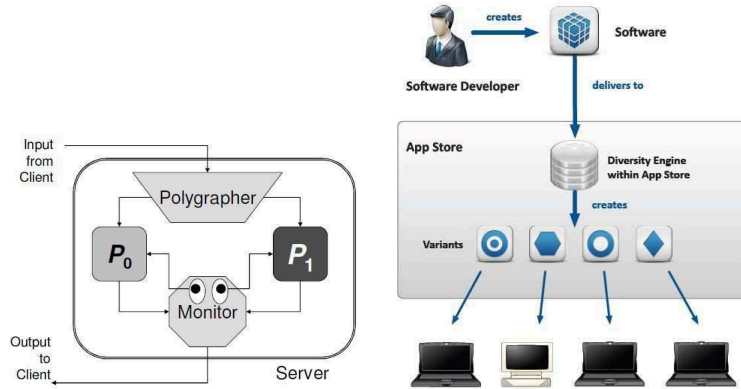 Input
from
Client
Polygrapher
P0
P1
Monitor
Output
to
Client
Server
creates
Software
Software Developer
delivers to
App Store
Diversity Engine
within App Store
creates
Variants